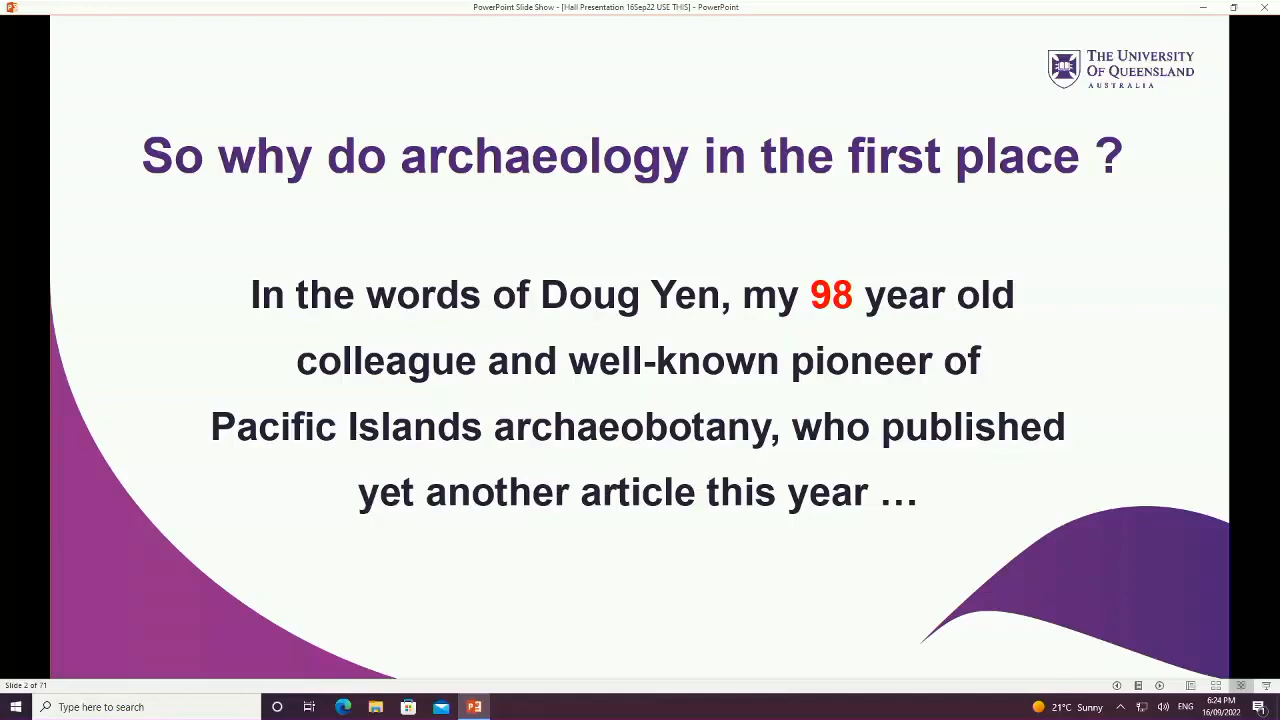 PowerPoint Slide Show - [Hall Presentation 16Sep22 USE THIS] - PowerPoint
THE UNIVERSITY
OF QUEENSLAND
AUSTRALIA
So why do archaeology in the first place ?
In the words of Doug Yen, my 98 year old
colleague and well-known pioneer of
Pacific Islands archaeobotany, who published
yet another article this year …
Slide 2 of 71
Type here to search
21°C Sunny
ENG
6:24 PM
16/09/2022